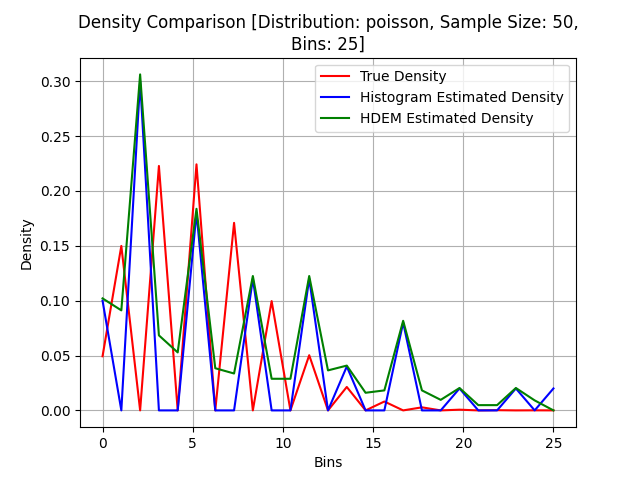 Density Comparison [Distribution: poisson, Sample Size: 50,
Bins: 25]
True Density
Histogram Estimated Density
HDEM Estimated Density
Density
0.30
0.25
0.20
0.15
0.10
0.05
0.00
0 5 10 15 20 25
Bins